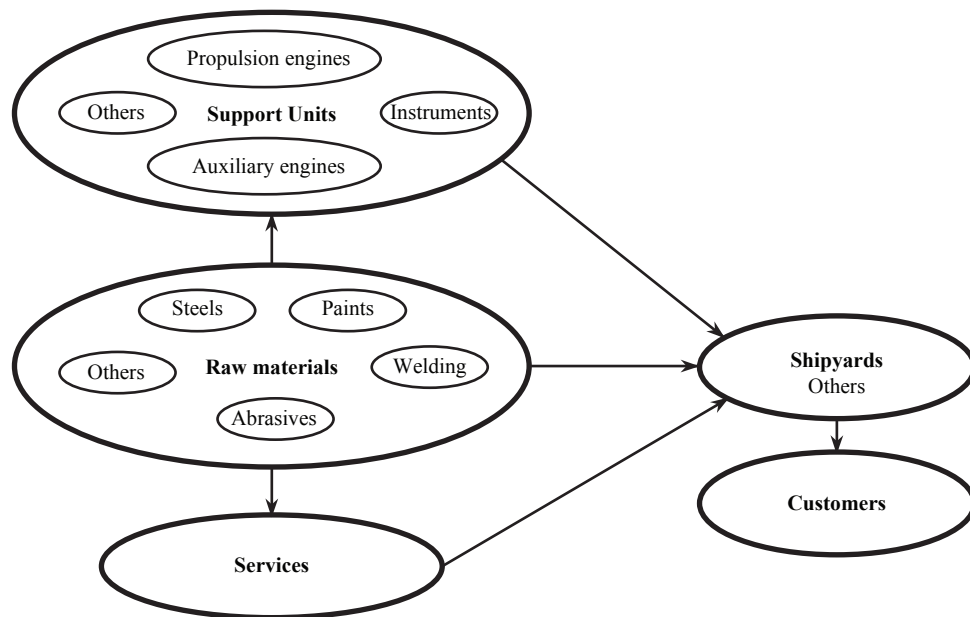 Propulsion engines
Others
Support Units
Instruments
Auxiliary engines
Steels
Paints
Others
Raw materials
Welding
Abrasives
Shipyards
Others
Customers
Services